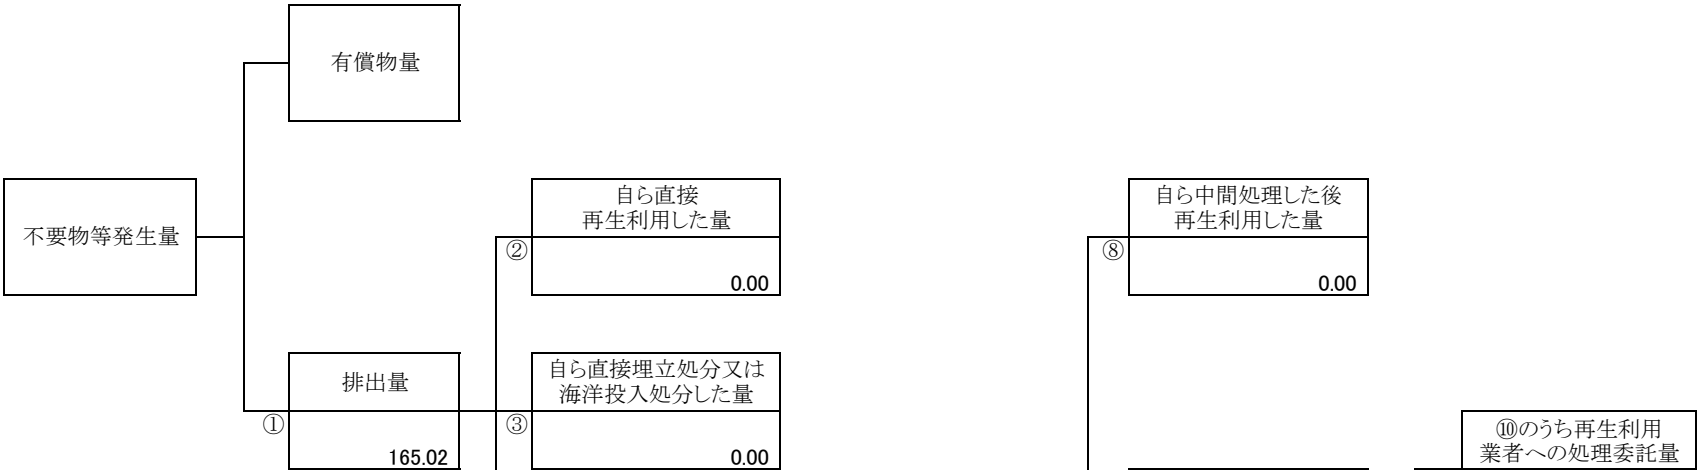 有償物量
不要物等発生量
自ら直接
再生利用した量
②
0.00
自ら中間処理した後
再生利用した量
⑧
0.00
排出量
①
165.02
自ら直接埋立処分又は
海洋投入処分した量
③
0.00
⑩のうち再生利用
業者への処理委託量